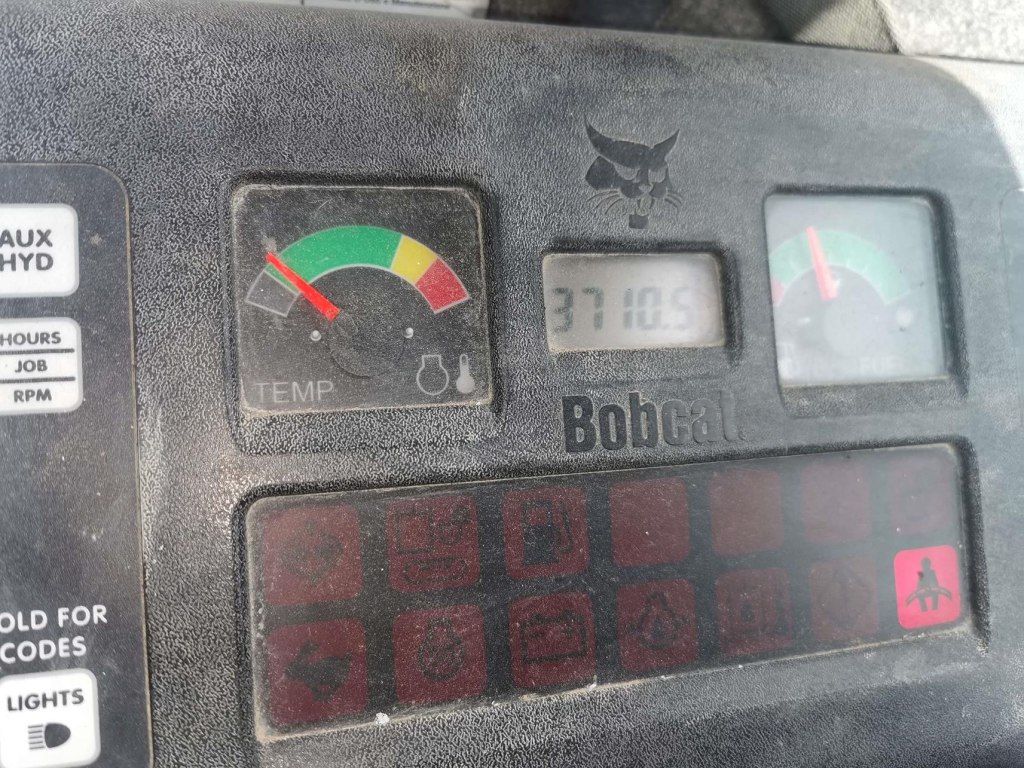 AUX
HYD
HOURS
JOB
RPM
OLD FOR
CODES
LIGHTS
TEMP
3710.5
Bobcat